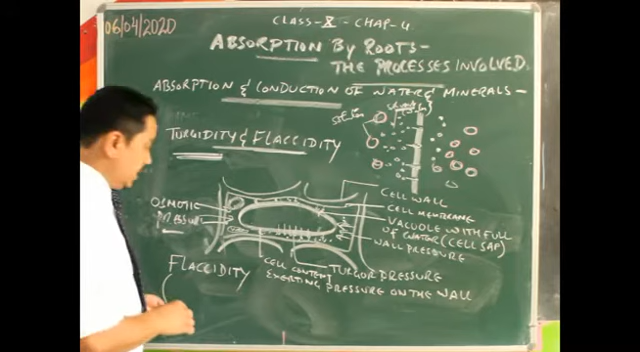 06/04/2020
CLASS-X - CHAP-4
ABSORPTION BY ROOTS-
THE PROCESSES INVOLVED.
ABSORPTION & CONDUCTION OF WATER & MINERALS-
TURGIDITY & FLACCIDITY
CELL WALL
CELL MEMBRANE
OSMOTIC
VACUOLE WITH FULL
OF WATER (CELL SAP)
WALL PRESSURE
FLACCIDITY
CELL CONTENT
TURGOR PRESSURE
EXERTING PRESSURE ON THE WALL